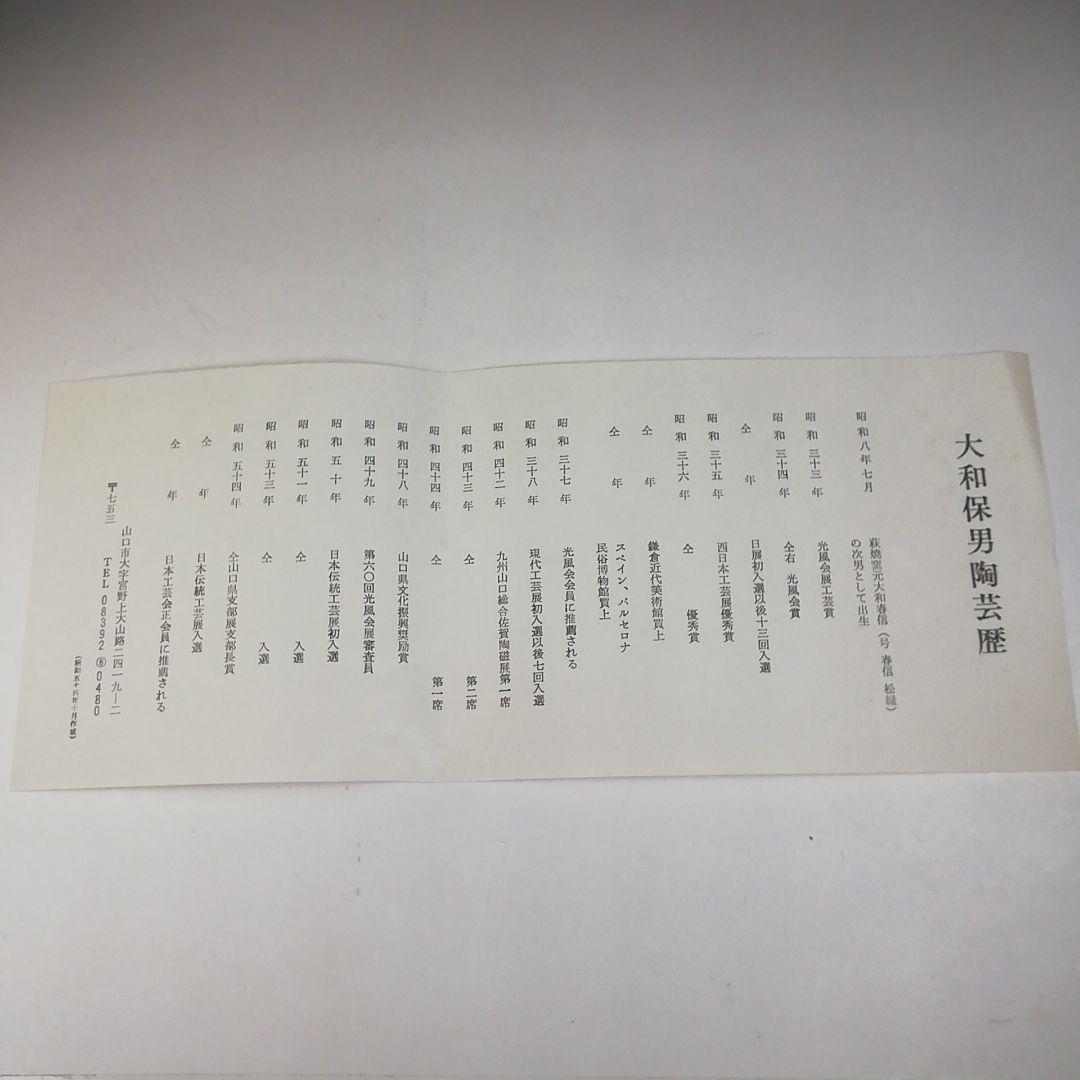 大和保男陶芸歴
昭和八年七月 萩焼窯元大和春信(号 春信 松緑)
の次男として出生
昭和三十三年 光風会展工芸賞
昭和三十四年 仝右 光風会賞
仝年 日展初入選以後十三回入選
昭和三十五年 西日本工芸展優秀賞
昭和三十六年 仝 優秀賞
仝年 鎌倉近代美術館買上
仝年 スペイン、バルセロナ
民俗博物館買上
昭和三十七年 光風会会員に推薦される
昭和三十八年 現代工芸展初入選以後七回入選
昭和四十二年 九州山口総合佐賀陶磁展第一席
昭和四十三年 仝 第二席
昭和四十四年 仝 第一席
昭和四十八年 山口県文化振興奨励賞
昭和四十九年 第六〇回光風会展審査員
昭和五十年 日本伝統工芸展初入選
昭和五十一年 仝 入選
昭和五十三年 仝 入選
昭和五十四年 仝山口県支部展支部長賞
仝年 日本伝統工芸展入選
仝年 日本工芸会正会員に推薦される
〒七五三 山口市大字宮野上大山路二四一九―二
TEL 08392⑧0480
(昭和五十四年十月作成)